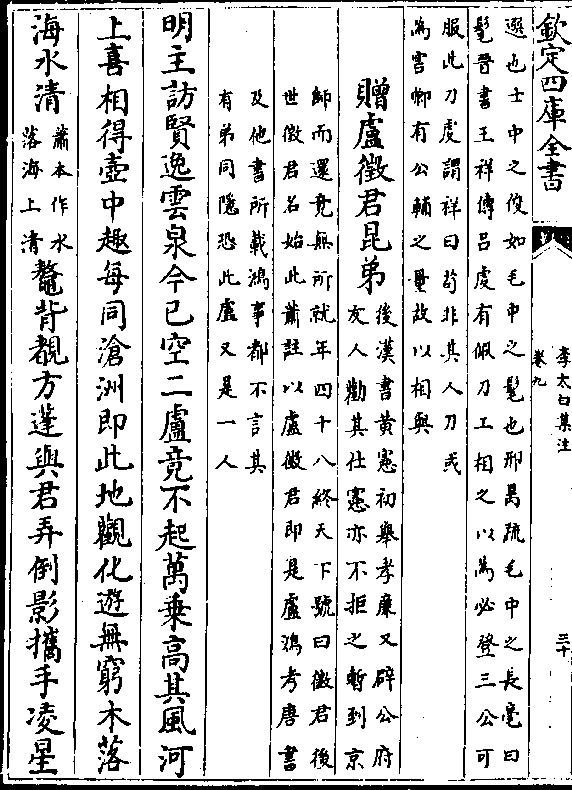 欽定四庫全書
李太白集注
卷九
三十
選也士中之俊如毛中之髦也邢昺疏毛中之長毫曰
髦晉書王祥傳呂虔有佩刀工相之以為必登三公可
服此刀虔謂祥曰茍非其人刀或
為害卿有公輔之量故以相與
贈盧徵君昆弟
後漢書黃憲初舉孝廉又辟公府
友人勸其仕憲亦不拒之暫到京
師而還竟無所就年四十八終天下號曰徵君後
世徵君名始此蕭註以盧徵君即是盧鴻考唐書
及他書所載鴻事都不言其
有弟同隱恐此盧又是一人
明主訪賢逸雲泉今已空二盧竟不起萬乘高其風河
上喜相得壺中趣每同滄洲即此地觀化遊無窮木落
海水清
蕭本作水
落海上清
鼇背覩方蓬與君弄倒影攜手凌星